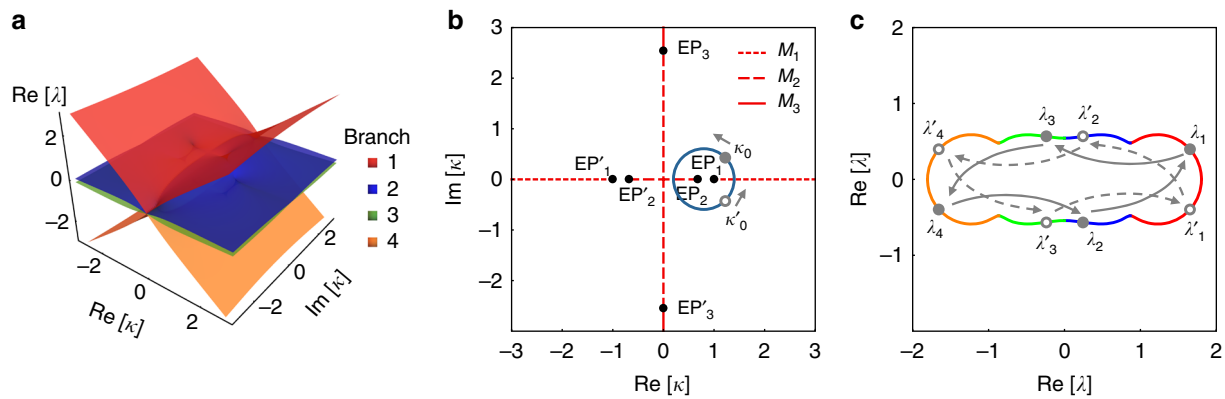 a
Re [λ]
2
0
−2
−2
0
2
Re [κ]
−2
0
2
Im [κ]
Branch
1
2
3
4
b
3
2
1
0
−1
−2
−3
−2
−1
0
1
2
3
Im [κ]
Re [κ]
EP₃
EP′₁
EP′₂
EP₁
EP₂
EP′₃
κ₀
κ′₀
M₁
M₂
M₃
c
2
1
0
−1
−2
−1
0
1
2
Re [λ]
Re [λ]
λ′₄
λ₃
λ′₂
λ₁
λ₄
λ′₃
λ₂
λ′₁